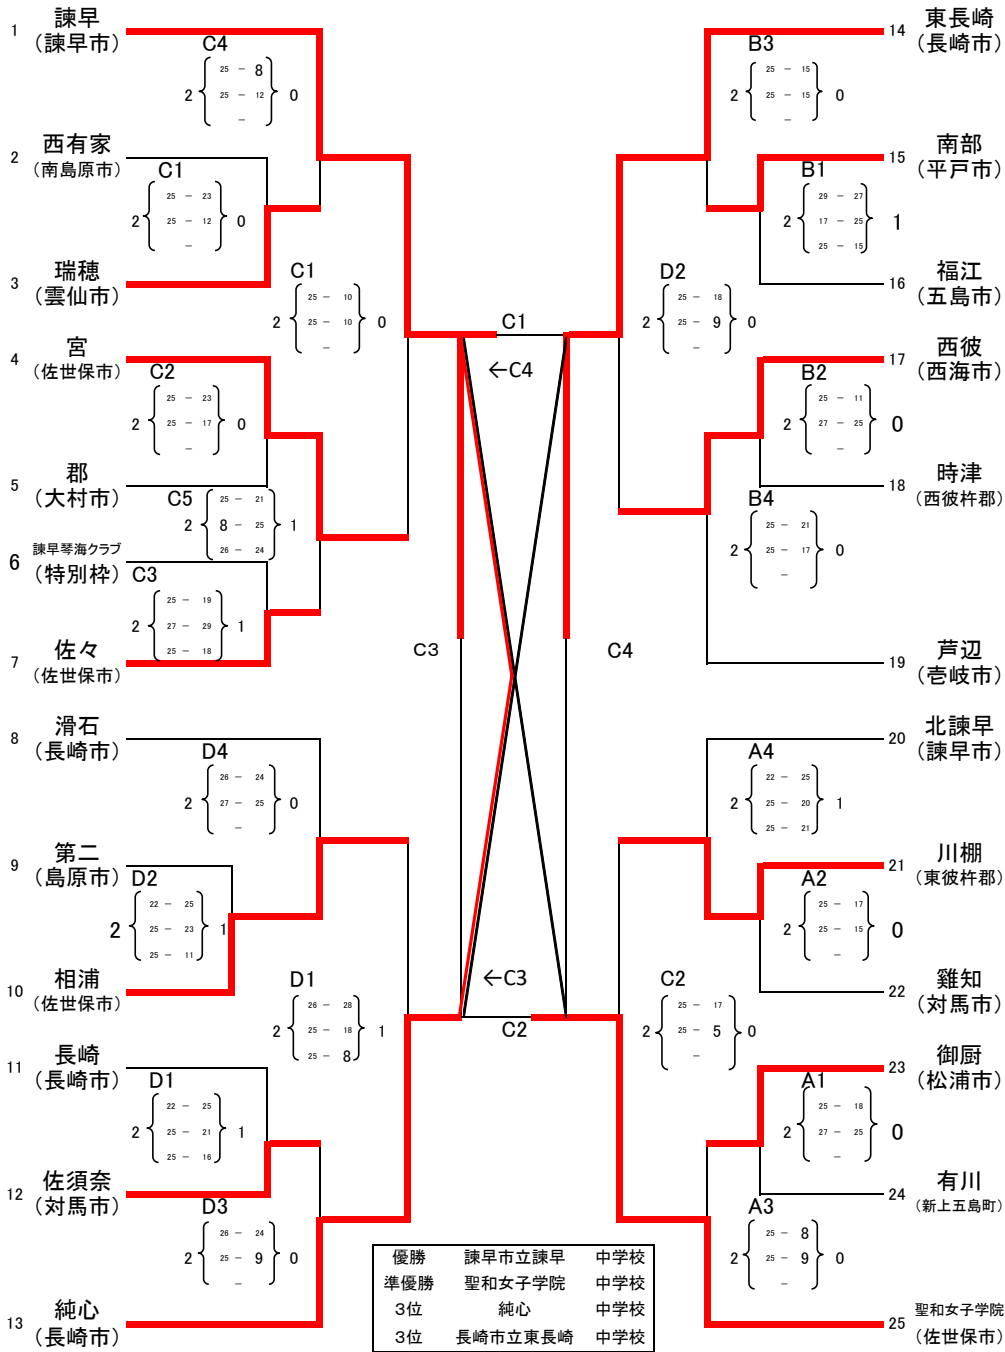 1 諫早
(諫早市)
C4
25 - 8
2 25 - 12 0
-
2 西有家
(南島原市)
C1
25 - 23
2 25 - 12 0
-
3 瑞穂
(雲仙市)
C1
25 - 10
2 25 - 10 0
-
4 宮
(佐世保市)
C2
25 - 23
2 25 - 17 0
-
5 郡
(大村市)
C5
25 - 21
2 8 - 25 1
26 - 24
6 諫早琴海クラブ
(特別枠)
C3
25 - 19
2 27 - 29 1
25 - 18
7 佐々
(佐世保市)
8 滑石
(長崎市)
D4
26 - 24
2 27 - 25 0
-
9 第二
(島原市)
D2
22 - 25
2 25 - 23 1
25 - 11
10 相浦
(佐世保市)
D1
26 - 28
2 25 - 18 1
25 - 8
11 長崎
(長崎市)
D1
22 - 25
2 25 - 21 1
25 - 16
12 佐須奈
(対馬市)
D3
26 - 24
2 25 - 9 0
-
13 純心
(長崎市)
C1
←C4
C3
C4
←C3
C2
14 東長崎
(長崎市)
B3
25 - 15
2 25 - 15 0
-
15 南部
(平戸市)
B1
29 - 27
2 17 - 25 1
25 - 15
16 福江
(五島市)
D2
25 - 18
2 25 - 9 0
-
17 西彼
(西海市)
B2
25 - 11
2 27 - 25 0
-
18 時津
(西彼杵郡)
B4
25 - 21
2 25 - 17 0
-
19 芦辺
(壱岐市)
20 北諫早
(諫早市)
A4
22 - 25
2 25 - 20 1
25 - 21
21 川棚
(東彼杵郡)
A2
25 - 17
2 25 - 15 0
-
22 雞知
(対馬市)
C2
25 - 17
2 25 - 5 0
-
23 御厨
(松浦市)
A1
25 - 18
2 27 - 25 0
-
24 有川
(新上五島町)
A3
25 - 8
2 25 - 9 0
-
25 聖和女子学院
(佐世保市)
優勝 諫早市立諫早 中学校
準優勝 聖和女子学院 中学校
3位 純心 中学校
3位 長崎市立東長崎 中学校